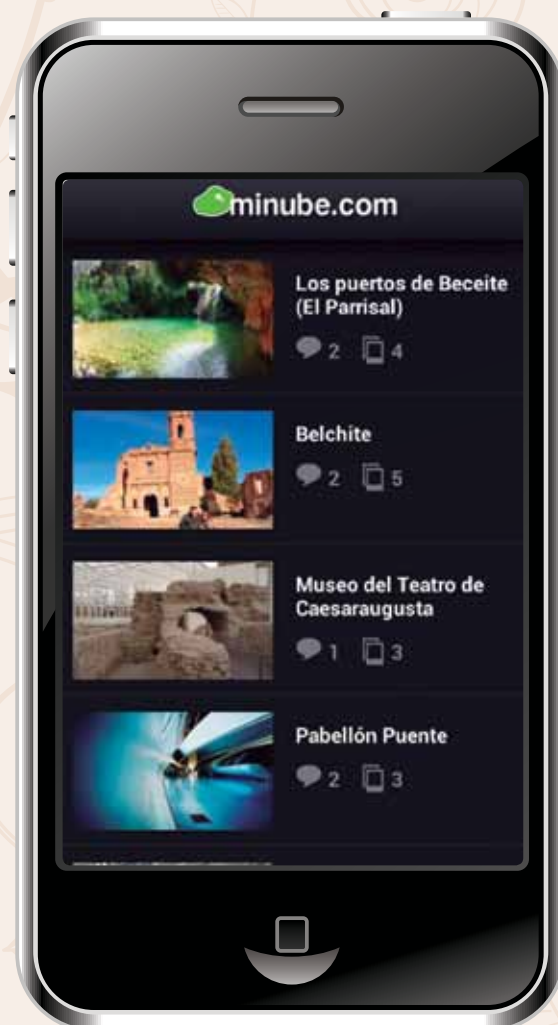 minube.com
Los puertos de Beceite
(El Parrisal)
2 4
Belchite
2 5
Museo del Teatro de
Caesaraugusta
1 3
Pabellón Puente
2 3